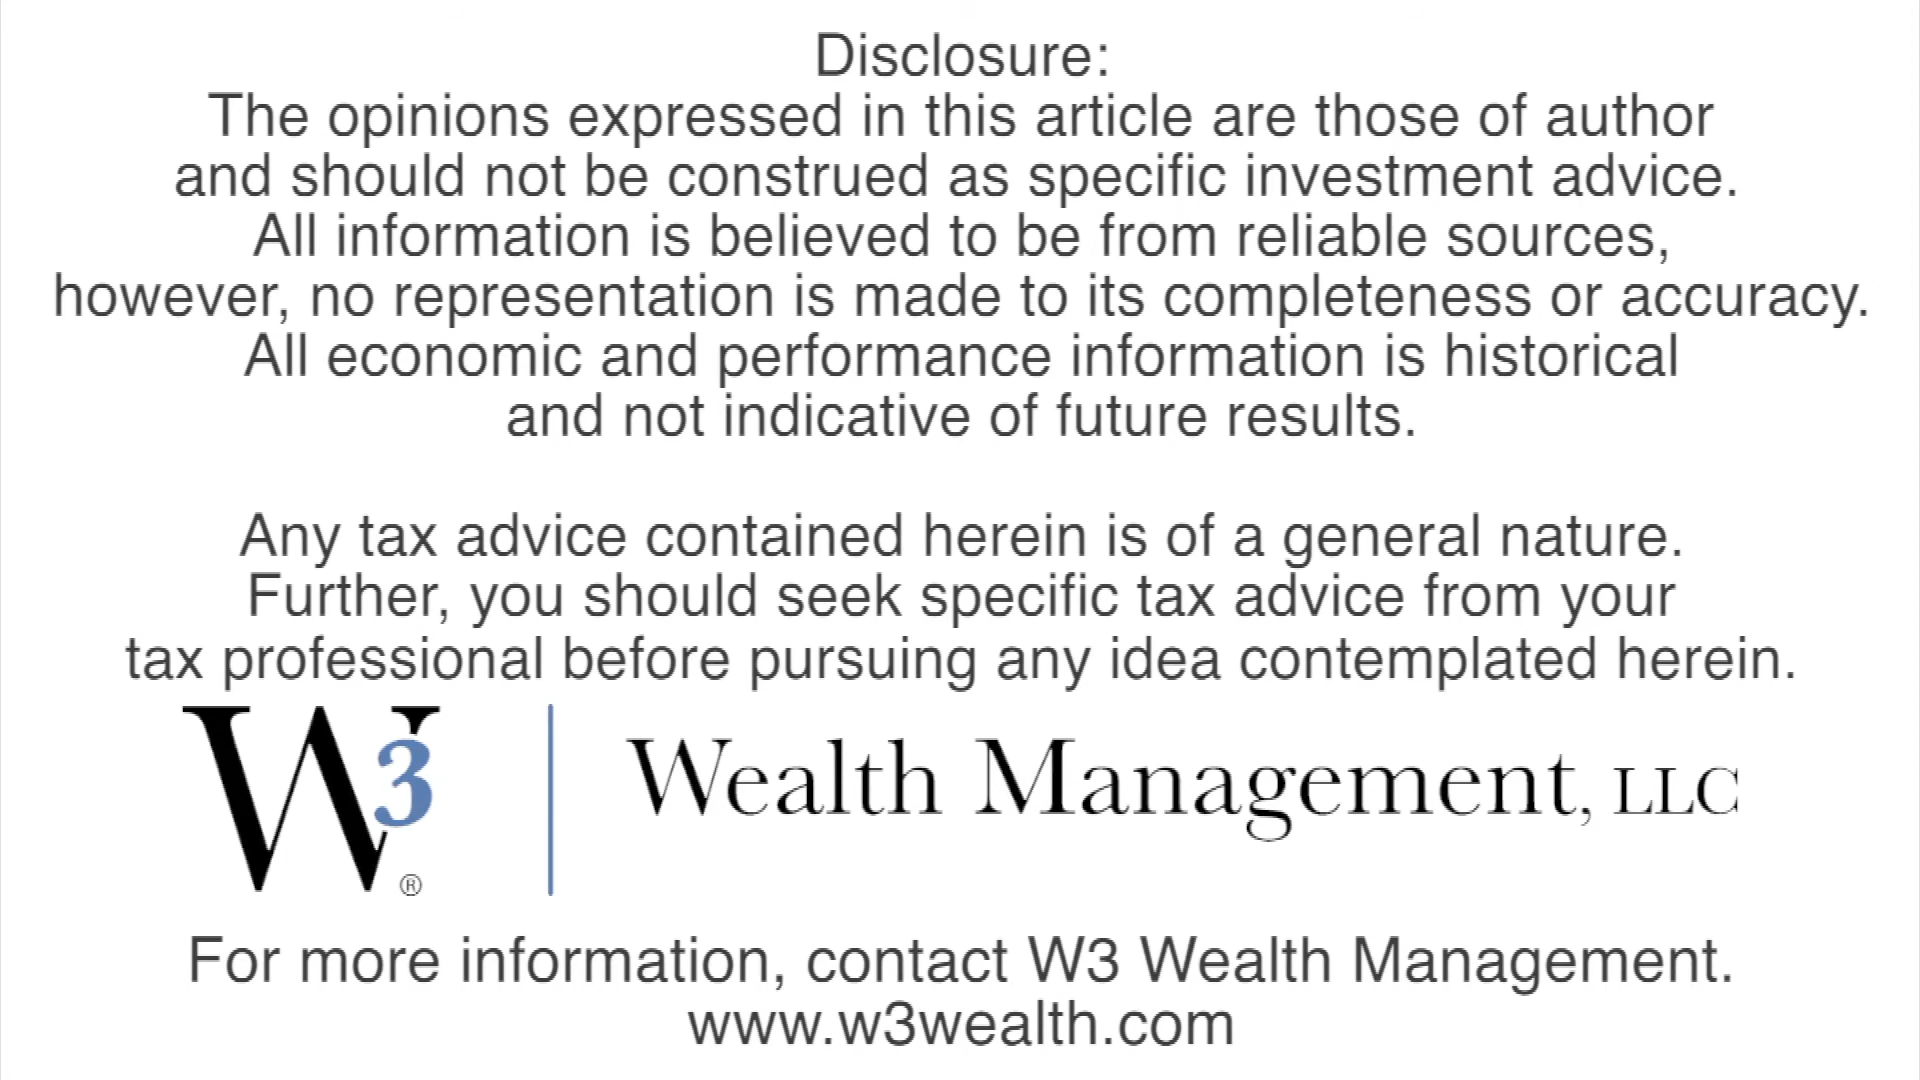 Disclosure:
The opinions expressed in this article are those of author
and should not be construed as specific investment advice.
All information is believed to be from reliable sources,
however, no representation is made to its completeness or accuracy.
All economic and performance information is historical
and not indicative of future results.
Any tax advice contained herein is of a general nature.
Further, you should seek specific tax advice from your
tax professional before pursuing any idea contemplated herein.
W3® | Wealth Management, LLC
For more information, contact W3 Wealth Management.
www.w3wealth.com